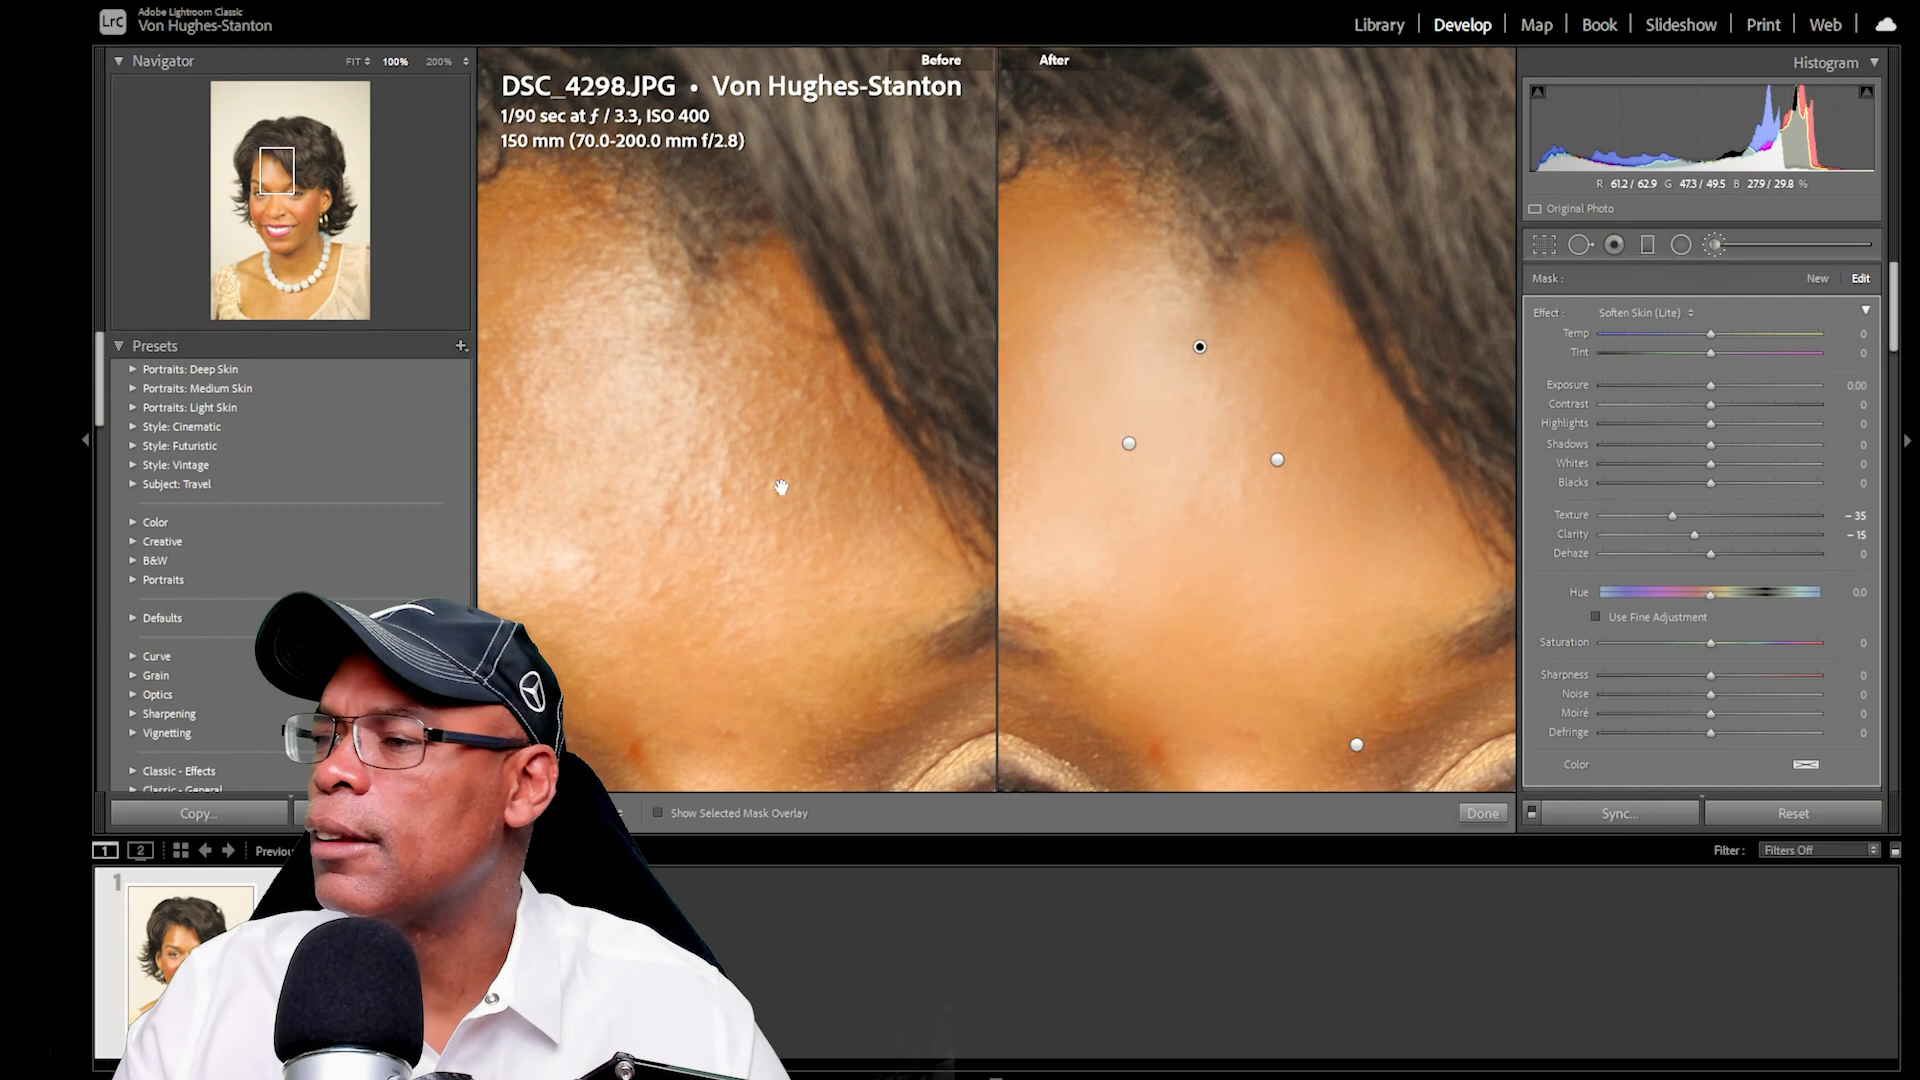 LrC
Adobe Lightroom Classic
Von Hughes-Stanton
Library
Develop
Map
Book
Slideshow
Print
Web
Navigator
FIT
100%
200%
Presets
Portraits: Deep Skin
Portraits: Medium Skin
Portraits: Light Skin
Style: Cinematic
Style: Futuristic
Style: Vintage
Subject: Travel
Color
Creative
B&W
Portraits
Defaults
Curve
Grain
Optics
Sharpening
Vignetting
Classic - Effects
Classic - General
Copy...
Before
DSC_4298.JPG • Von Hughes-Stanton
1/90 sec at ƒ / 3.3, ISO 400
150 mm (70.0-200.0 mm f/2.8)
After
Show Selected Mask Overlay
Done
Histogram
R 61.2 / 62.9 G 47.3 / 49.5 B 27.9 / 29.8 %
Original Photo
Mask :
New
Edit
Effect : Soften Skin (Lite)
Temp 0
Tint 0
Exposure 0.00
Contrast 0
Highlights 0
Shadows 0
Whites 0
Blacks 0
Texture – 35
Clarity – 15
Dehaze 0
Hue 0.0
Use Fine Adjustment
Saturation 0
Sharpness 0
Noise 0
Moiré 0
Defringe 0
Color
Sync...
Reset
1
2
Filter :
Filters Off
1